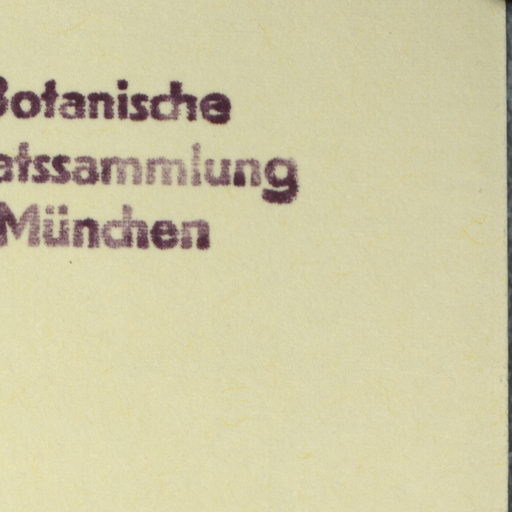 Botanische
atssammlung
München